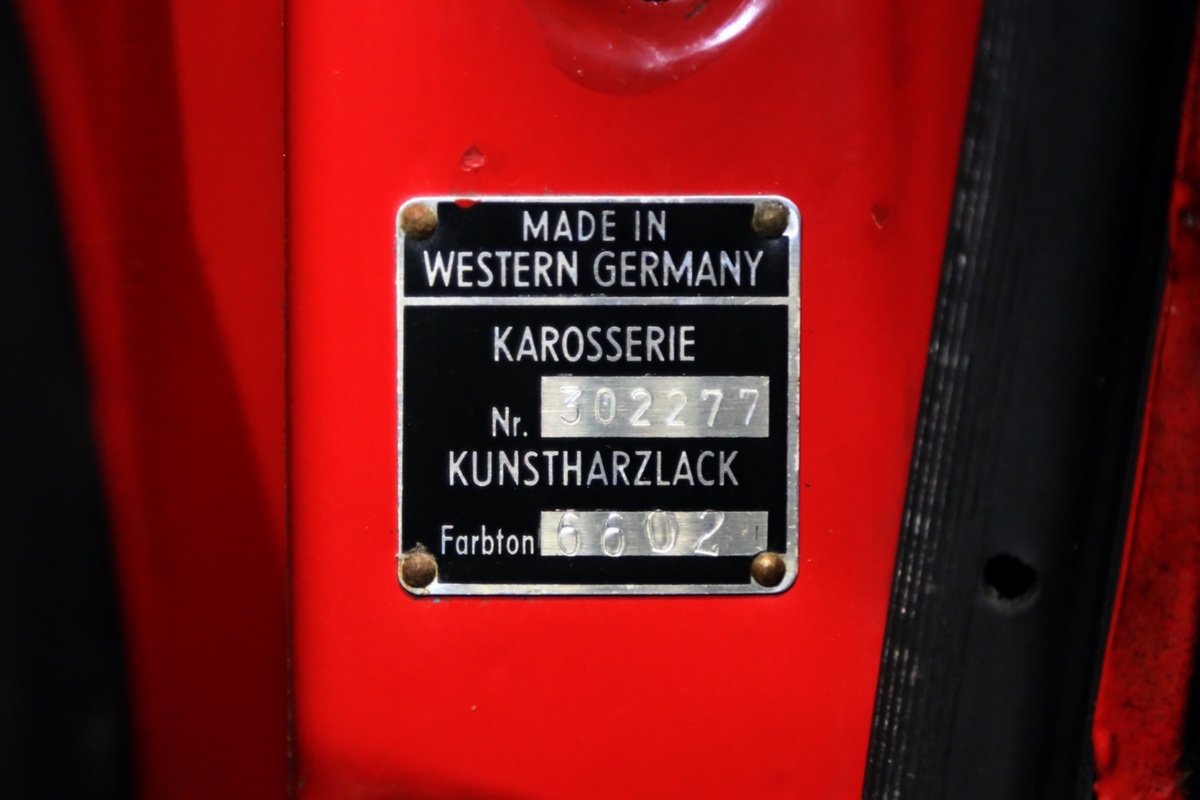 MADE IN
WESTERN GERMANY
KAROSSERIE
Nr. 302277
KUNSTHARZLACK
Farbton 6602